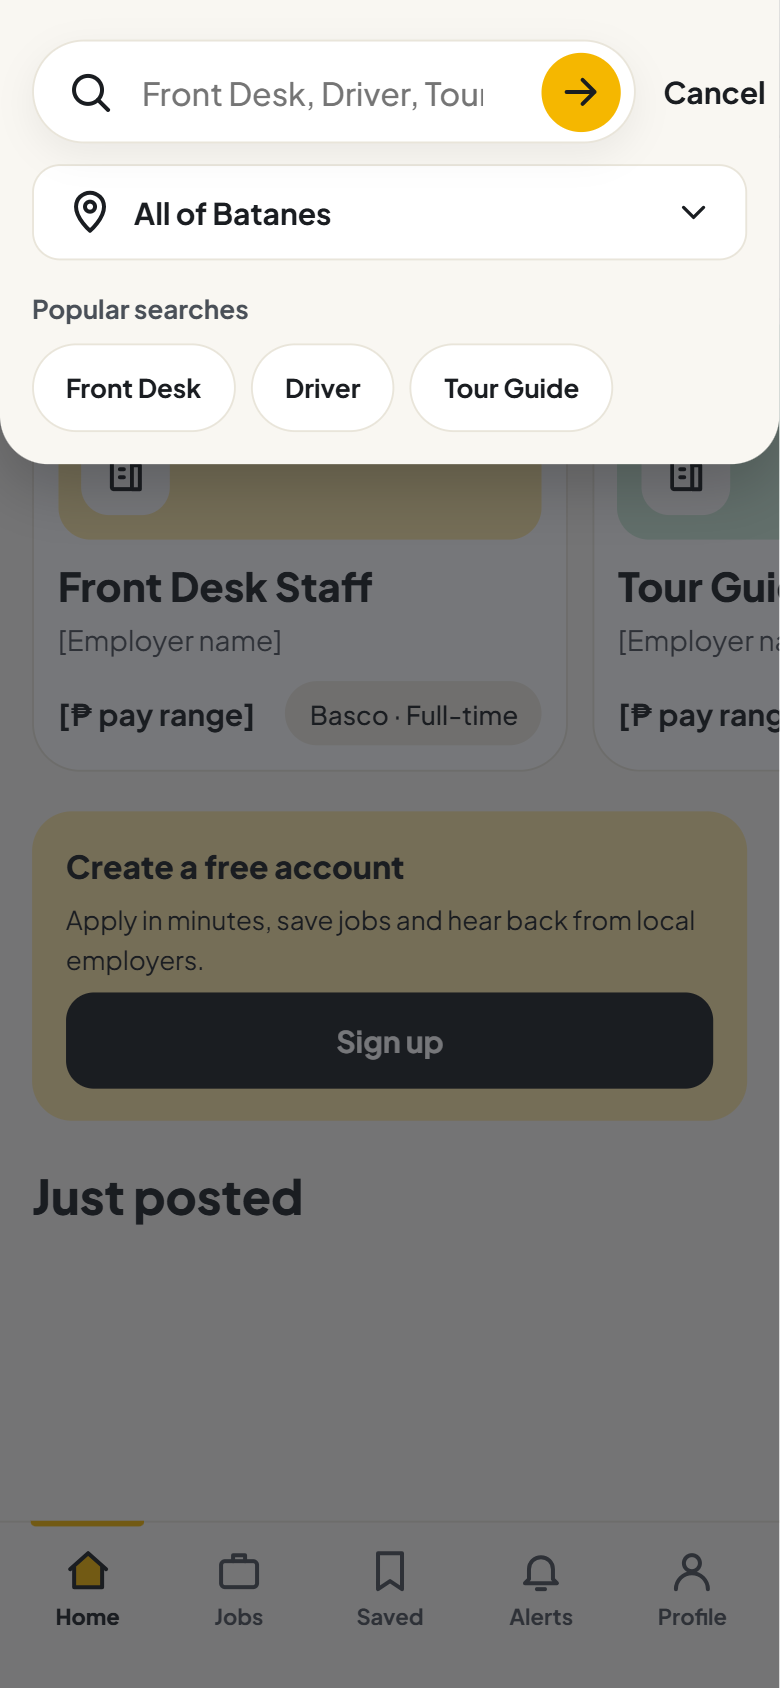 Front Desk, Driver, Tour
Cancel
All of Batanes
Popular searches
Front Desk
Driver
Tour Guide
Front Desk Staff
[Employer name]
[₱ pay range]
Basco · Full-time
Tour Gui
[Employer na
[₱ pay rang
Create a free account
Apply in minutes, save jobs and hear back from local
employers.
Sign up
Just posted
Home
Jobs
Saved
Alerts
Profile